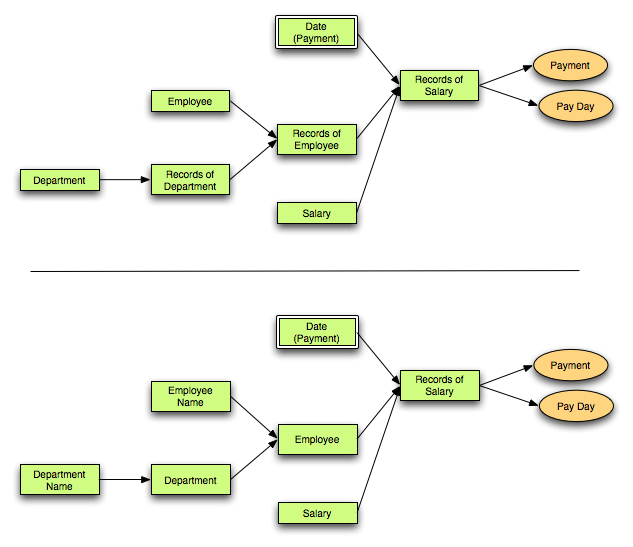 Date
(Payment)
Payment
Records of
Salary
Pay Day
Employee
Records of
Employee
Records of
Department
Department
Salary
Date
(Payment)
Payment
Records of
Salary
Pay Day
Employee
Name
Employee
Department
Name
Department
Salary